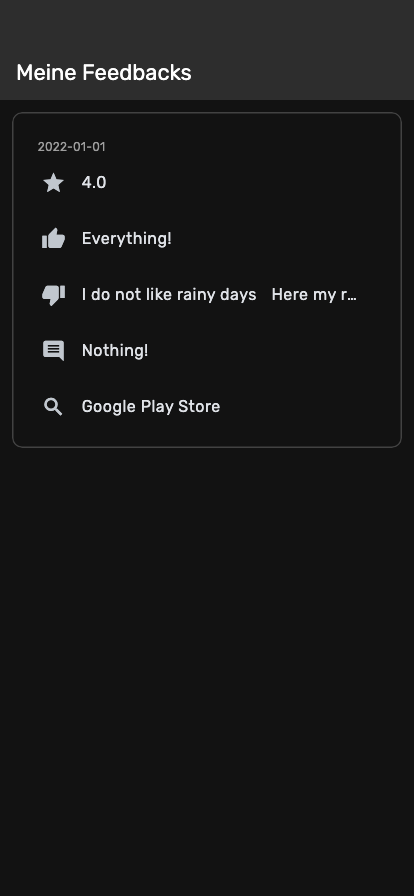 Meine Feedbacks
2022-01-01
4.0
Everything!
I do not like rainy days Here my r...
Nothing!
Google Play Store